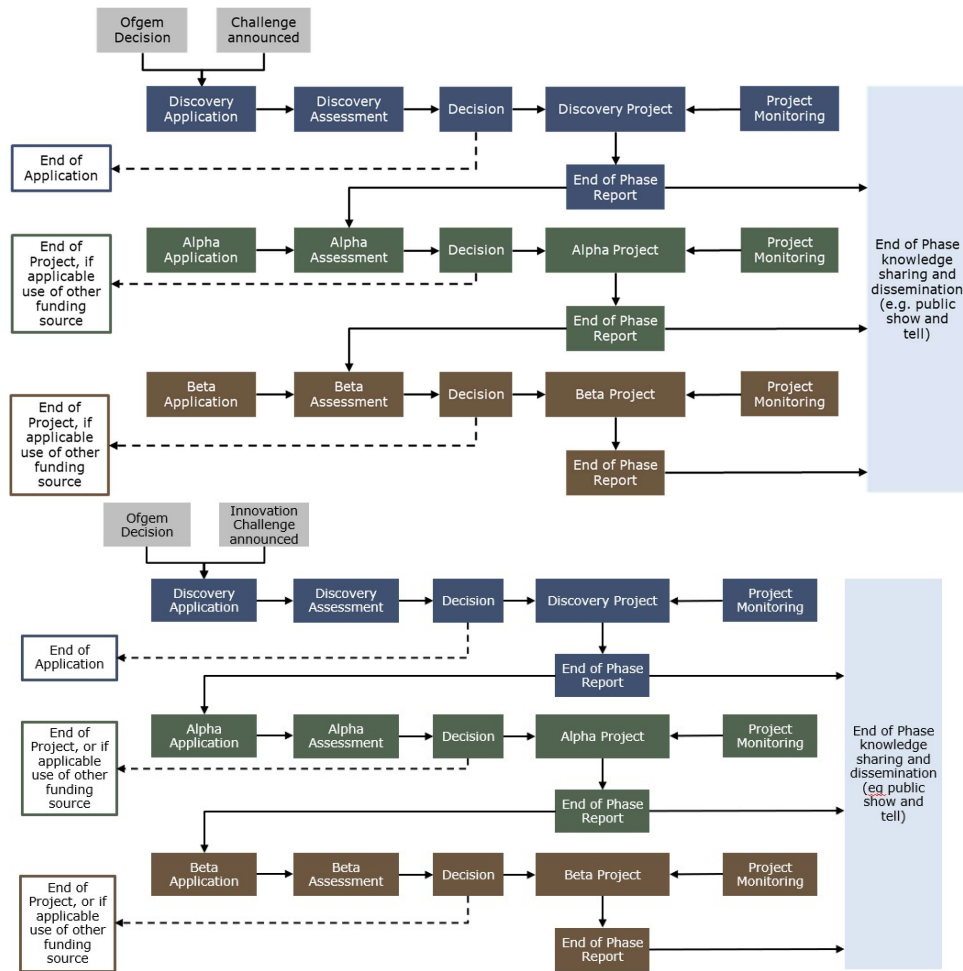 Ofgem
Decision
Challenge
announced
Discovery
Application
Discovery
Assessment
Decision
Discovery Project
Project
Monitoring
End of
Application
End of Phase
Report
End of
Project, if
applicable
use of other
funding
source
Alpha
Application
Alpha
Assessment
Decision
Alpha Project
Project
Monitoring
End of Phase
knowledge
sharing and
dissemination
(e.g. public
show and
tell)
End of Phase
Report
End of
Project, if
applicable
use of other
funding
source
Beta
Application
Beta
Assessment
Decision
Beta Project
Project
Monitoring
End of Phase
Report
Ofgem
Decision
Innovation
Challenge
announced
Discovery
Application
Discovery
Assessment
Decision
Discovery Project
Project
Monitoring
End of
Application
End of Phase
Report
End of
Project, or if
applicable
use of other
funding
source
Alpha
Application
Alpha
Assessment
Decision
Alpha Project
Project
Monitoring
End of Phase
knowledge
sharing and
dissemination
(eg public
show and
tell)
End of Phase
Report
End of
Project, or if
applicable
use of other
funding
source
Beta
Application
Beta
Assessment
Decision
Beta Project
Project
Monitoring
End of Phase
Report